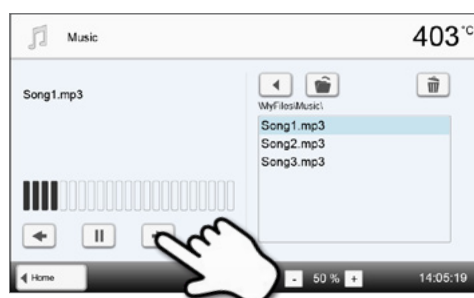 Music
403 °C
Song1.mp3
\MyFiles\Music\
Song1.mp3
Song2.mp3
Song3.mp3
Home
- 50 % +
14:05:19